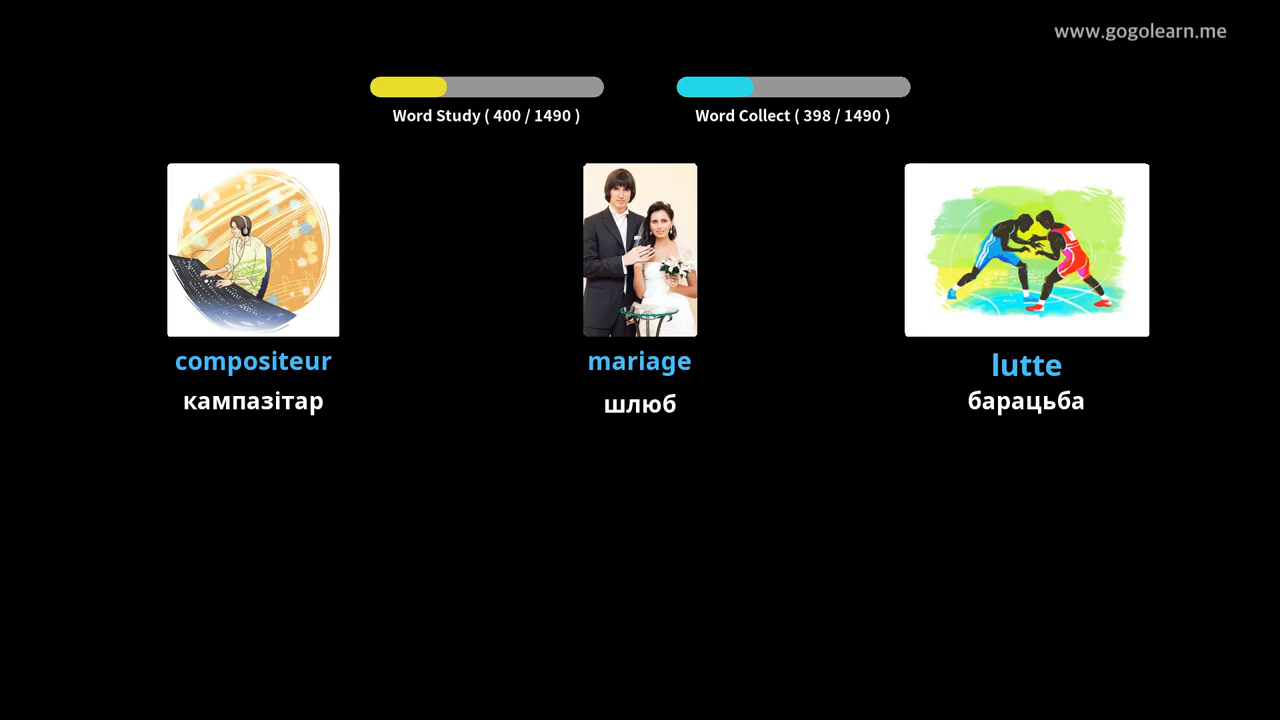 www.gogolearn.me
Word Study ( 400 / 1490 )
Word Collect ( 398 / 1490 )
compositeur
кампазітар
mariage
шлюб
lutte
барацьба